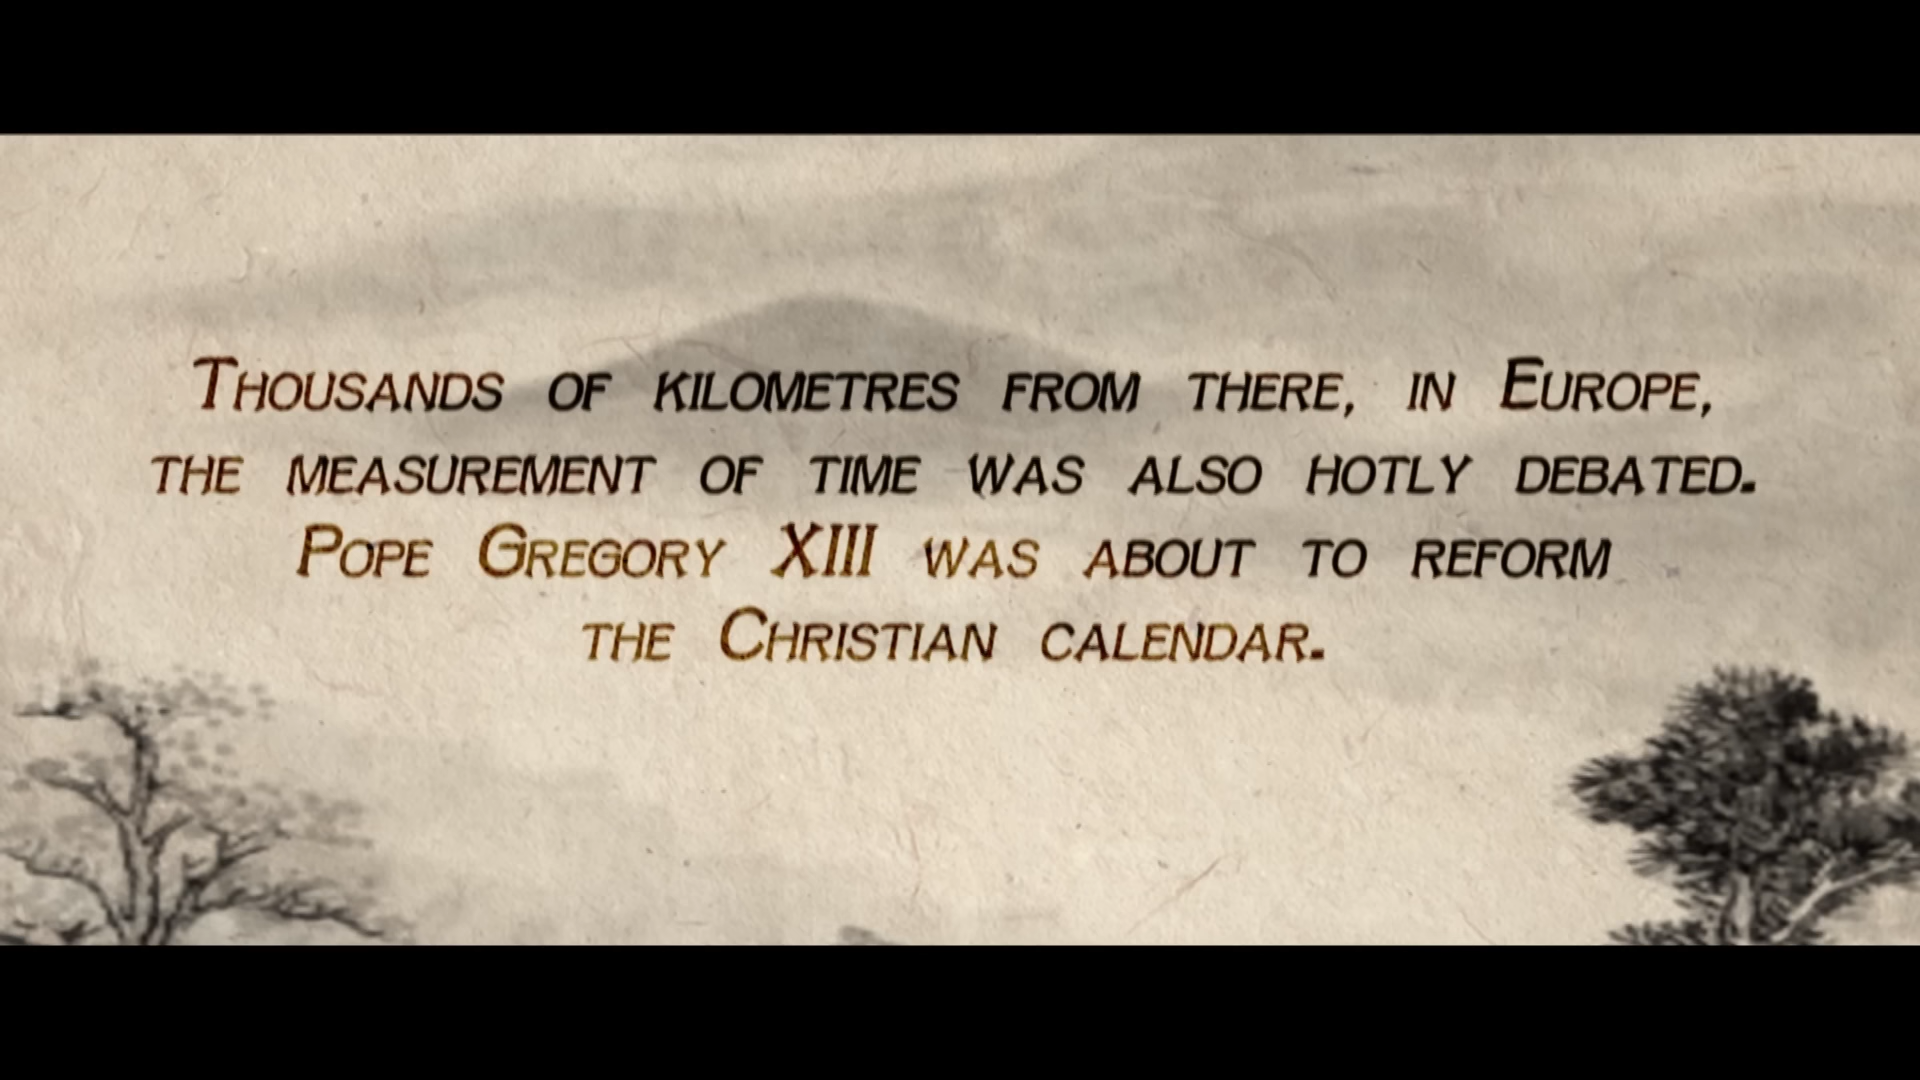 Thousands of kilometres from there, in Europe,
the measurement of time was also hotly debated.
Pope Gregory XIII was about to reform
the Christian calendar.